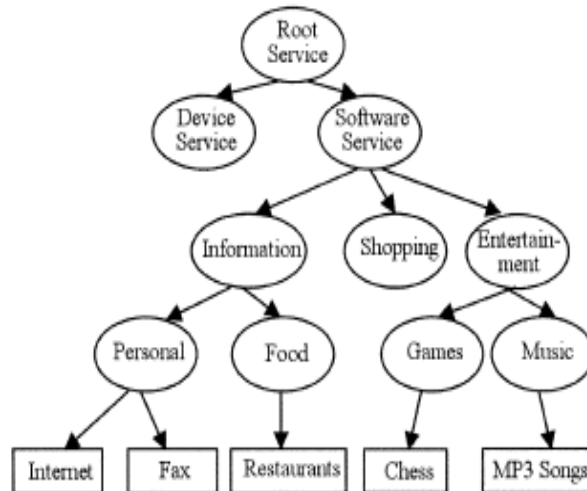 Root
Service
Device
Service
Software
Service
Information
Shopping
Entertain-
ment
Personal
Food
Games
Music
Internet
Fax
Restaurants
Chess
MP3 Songs